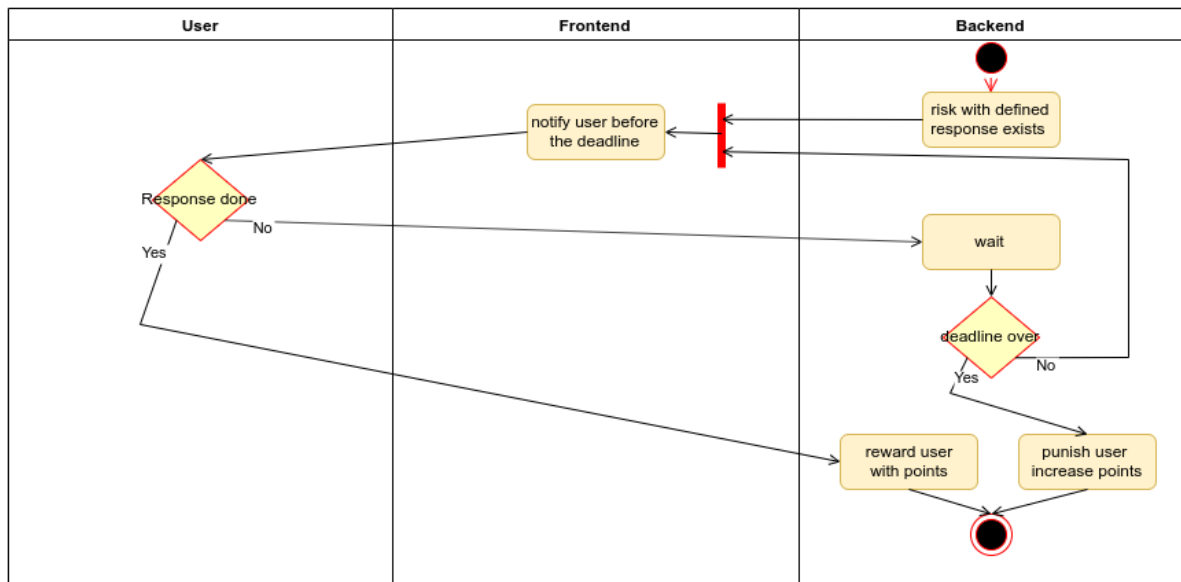 User
Frontend
Backend
risk with defined
response exists
notify user before
the deadline
Response done
No
Yes
wait
deadline over
No
Yes
reward user
with points
punish user
increase points